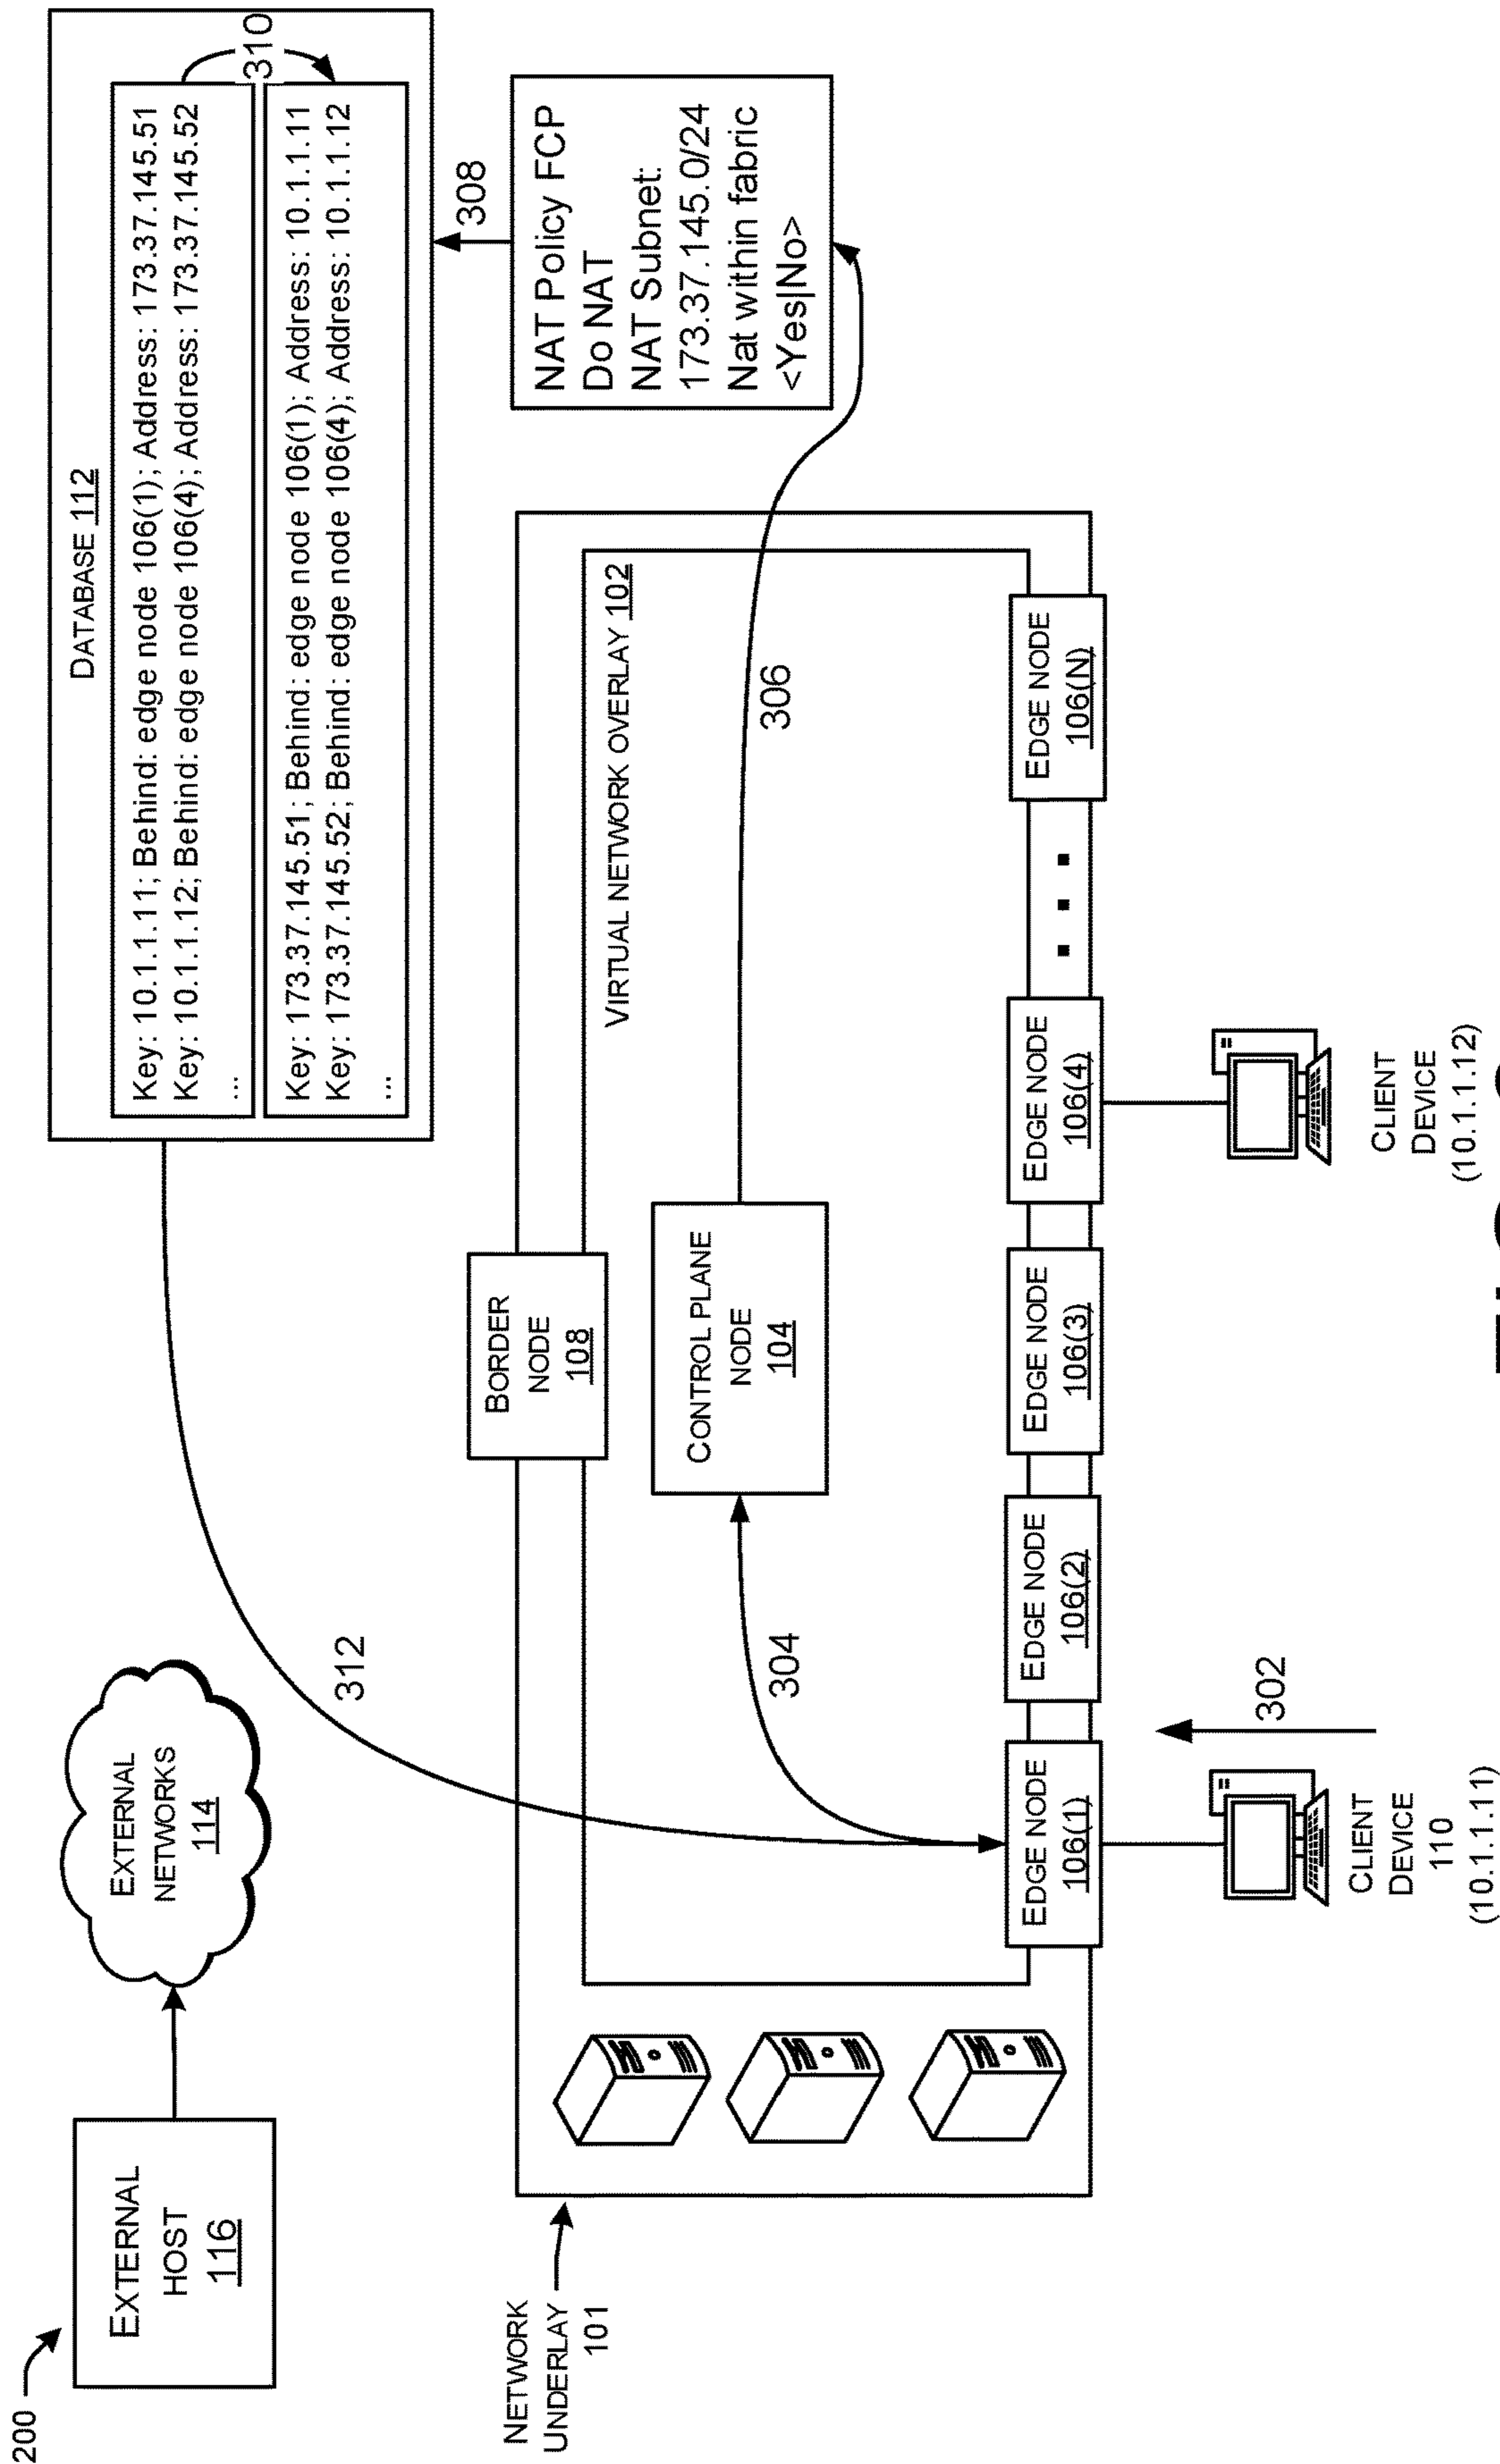 200
EXTERNAL
HOST
116
EXTERNAL
NETWORKS
114
DATABASE 112
Key: 10.1.1.11; Behind: edge node 106(1); Address: 173.37.145.51
Key: 10.1.1.12; Behind: edge node 106(4); Address: 173.37.145.52
...
310
Key: 173.37.145.51; Behind: edge node 106(1); Address: 10.1.1.11
Key: 173.37.145.52; Behind: edge node 106(4); Address: 10.1.1.12
...
312
308
NAT Policy FCP
Do NAT
NAT Subnet:
173.37.145.0/24
Nat within fabric
<Yes|No>
NETWORK
UNDERLAY
101
BORDER
NODE
108
VIRTUAL NETWORK OVERLAY 102
CONTROL PLANE
NODE
104
304
306
EDGE NODE
106(1)
EDGE NODE
106(2)
EDGE NODE
106(3)
EDGE NODE
106(4)
EDGE NODE
106(N)
302
CLIENT
DEVICE
110
(10.1.1.11)
CLIENT
DEVICE
(10.1.1.12)